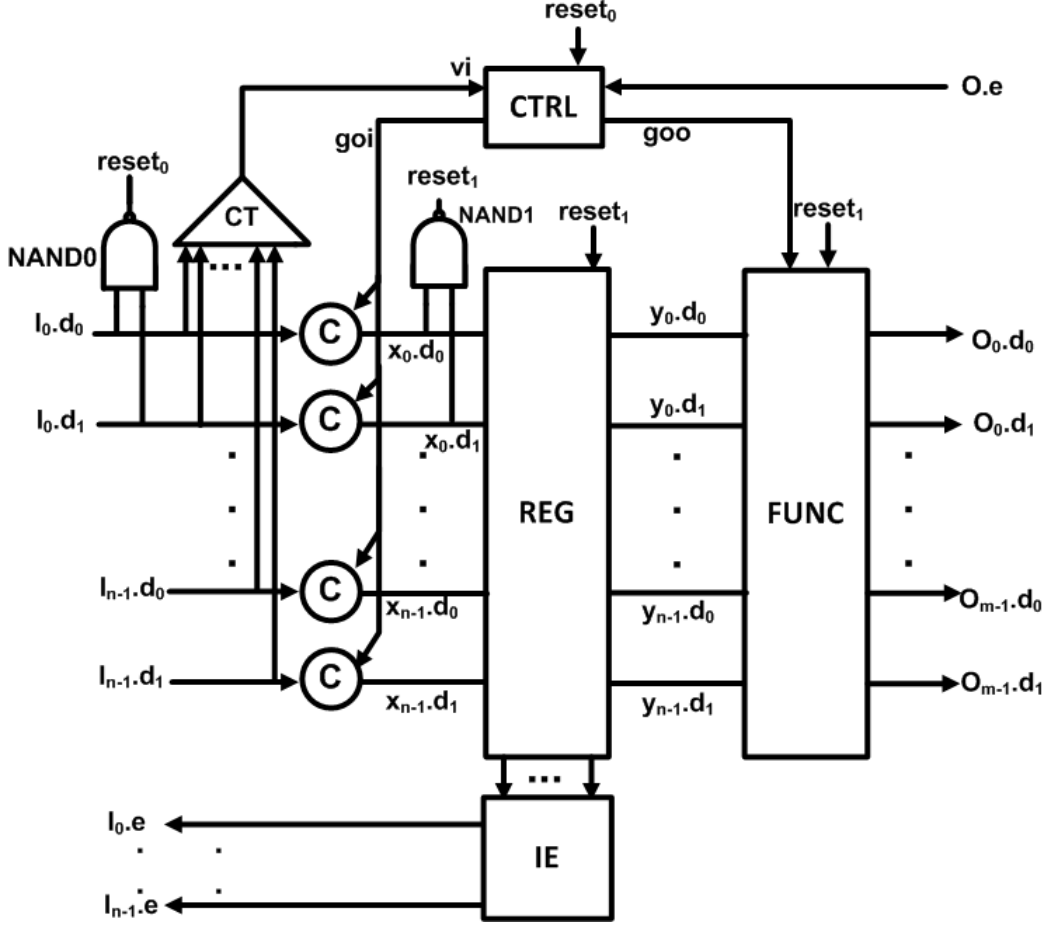 reset₀
vi
CTRL
O.e
goi
goo
reset₀
reset₁
NAND1
reset₁
reset₁
CT
NAND0
...
I₀.d₀
C
x₀.d₀
y₀.d₀
O₀.d₀
I₀.d₁
C
x₀.d₁
y₀.d₁
O₀.d₁
REG
FUNC
Iₙ₋₁.d₀
C
xₙ₋₁.d₀
yₙ₋₁.d₀
Oₘ₋₁.d₀
Iₙ₋₁.d₁
C
xₙ₋₁.d₁
yₙ₋₁.d₁
Oₘ₋₁.d₁
...
I₀.e
IE
Iₙ₋₁.e